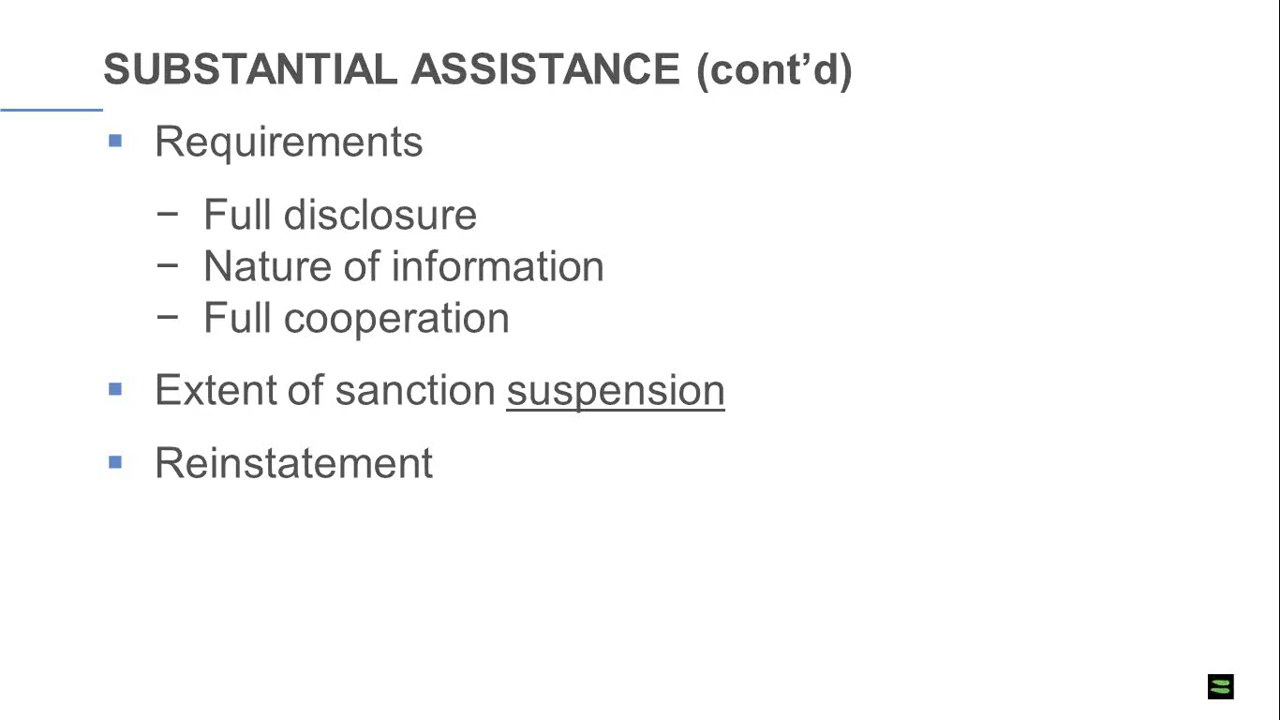 SUBSTANTIAL ASSISTANCE (cont’d)
▪ Requirements
− Full disclosure
− Nature of information
− Full cooperation
▪ Extent of sanction suspension
▪ Reinstatement